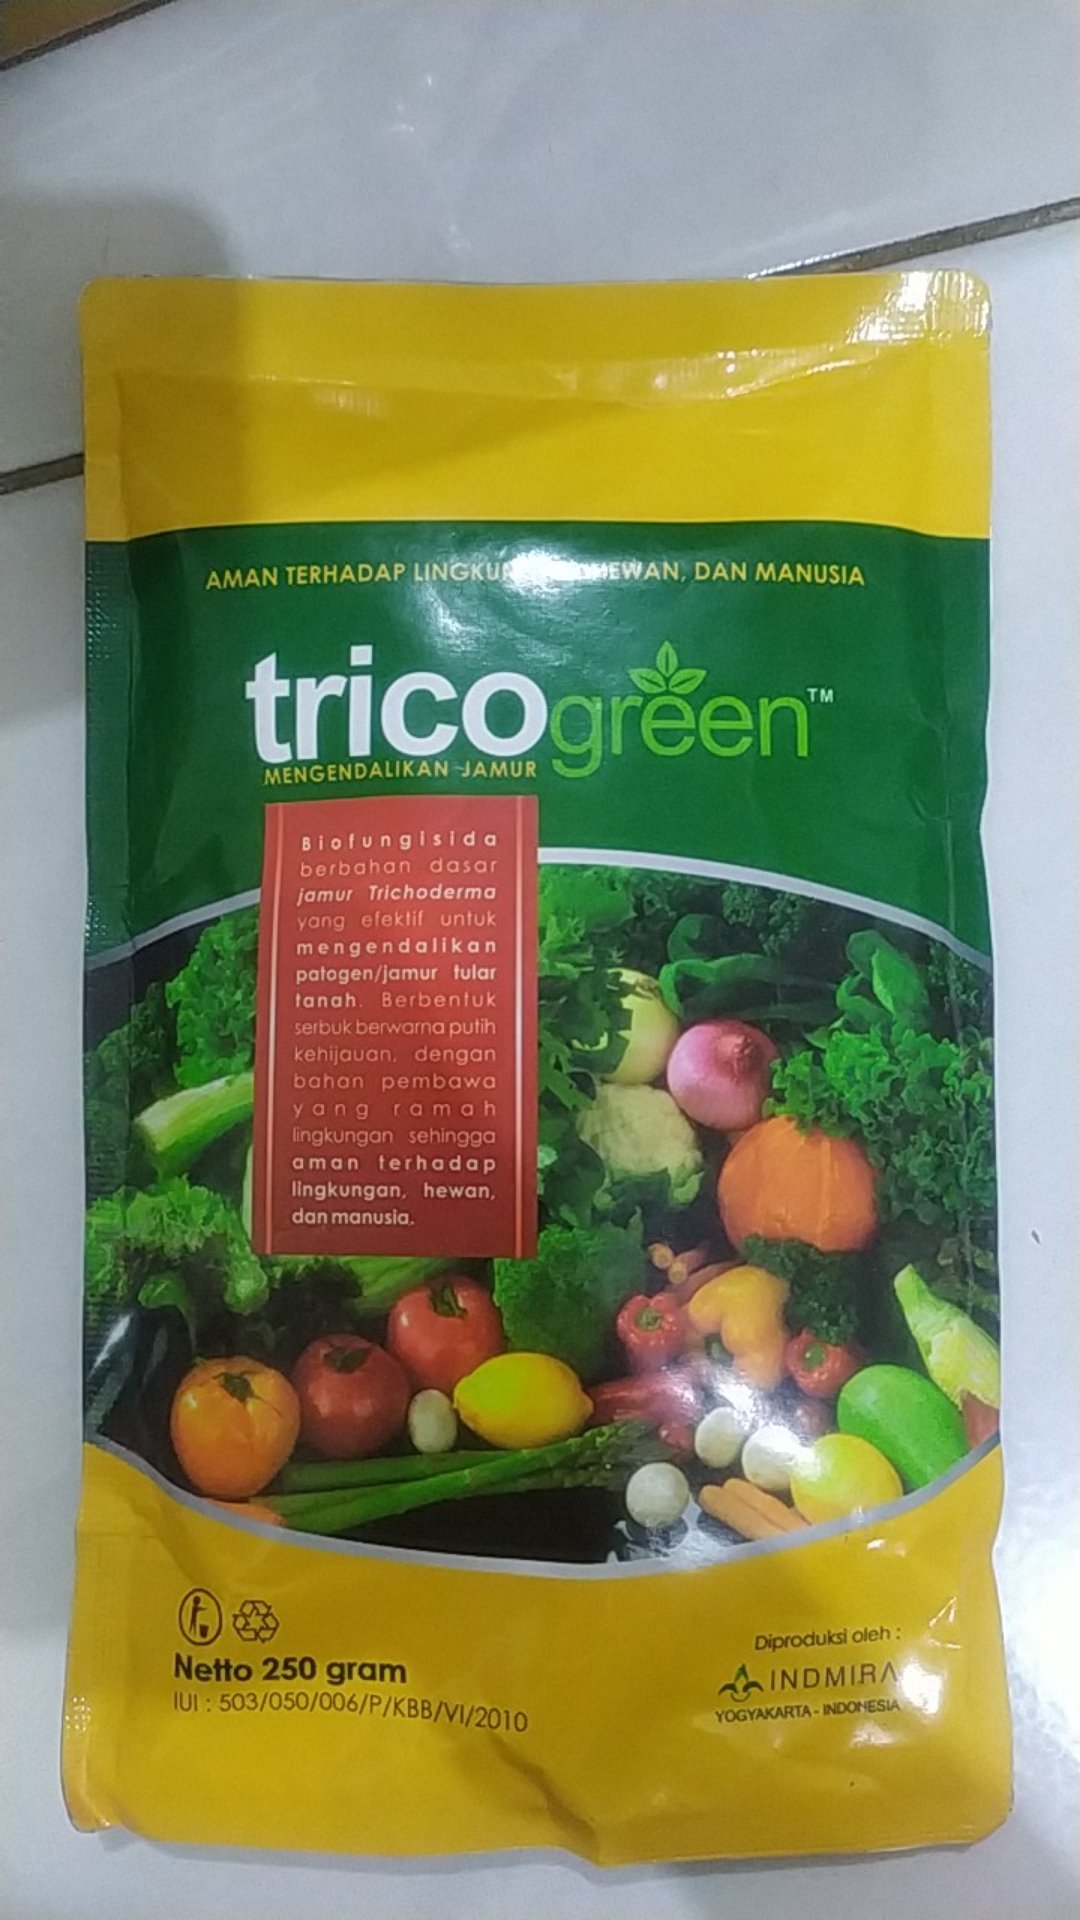 AMAN TERHADAP HEWAN, DAN MANUSIA
tricogreen™
MENGENDALIKAN JAMUR
Biofungisida
berbahan dasar
jamur Trichoderma
yang efektif untuk
mengendalikan
patogen/jamur tular
tanah. Berbentuk
serbuk berwarna putih
kehijauan, dengan
bahan pembawa
yang ramah
lingkungan sehingga
aman terhadap
lingkungan, hewan,
dan manusia.
Netto 250 gram
IUI : 503/050/006/P/KBB/VI/2010
Diproduksi oleh :
INDMIRA
YOGYAKARTA - INDONESIA